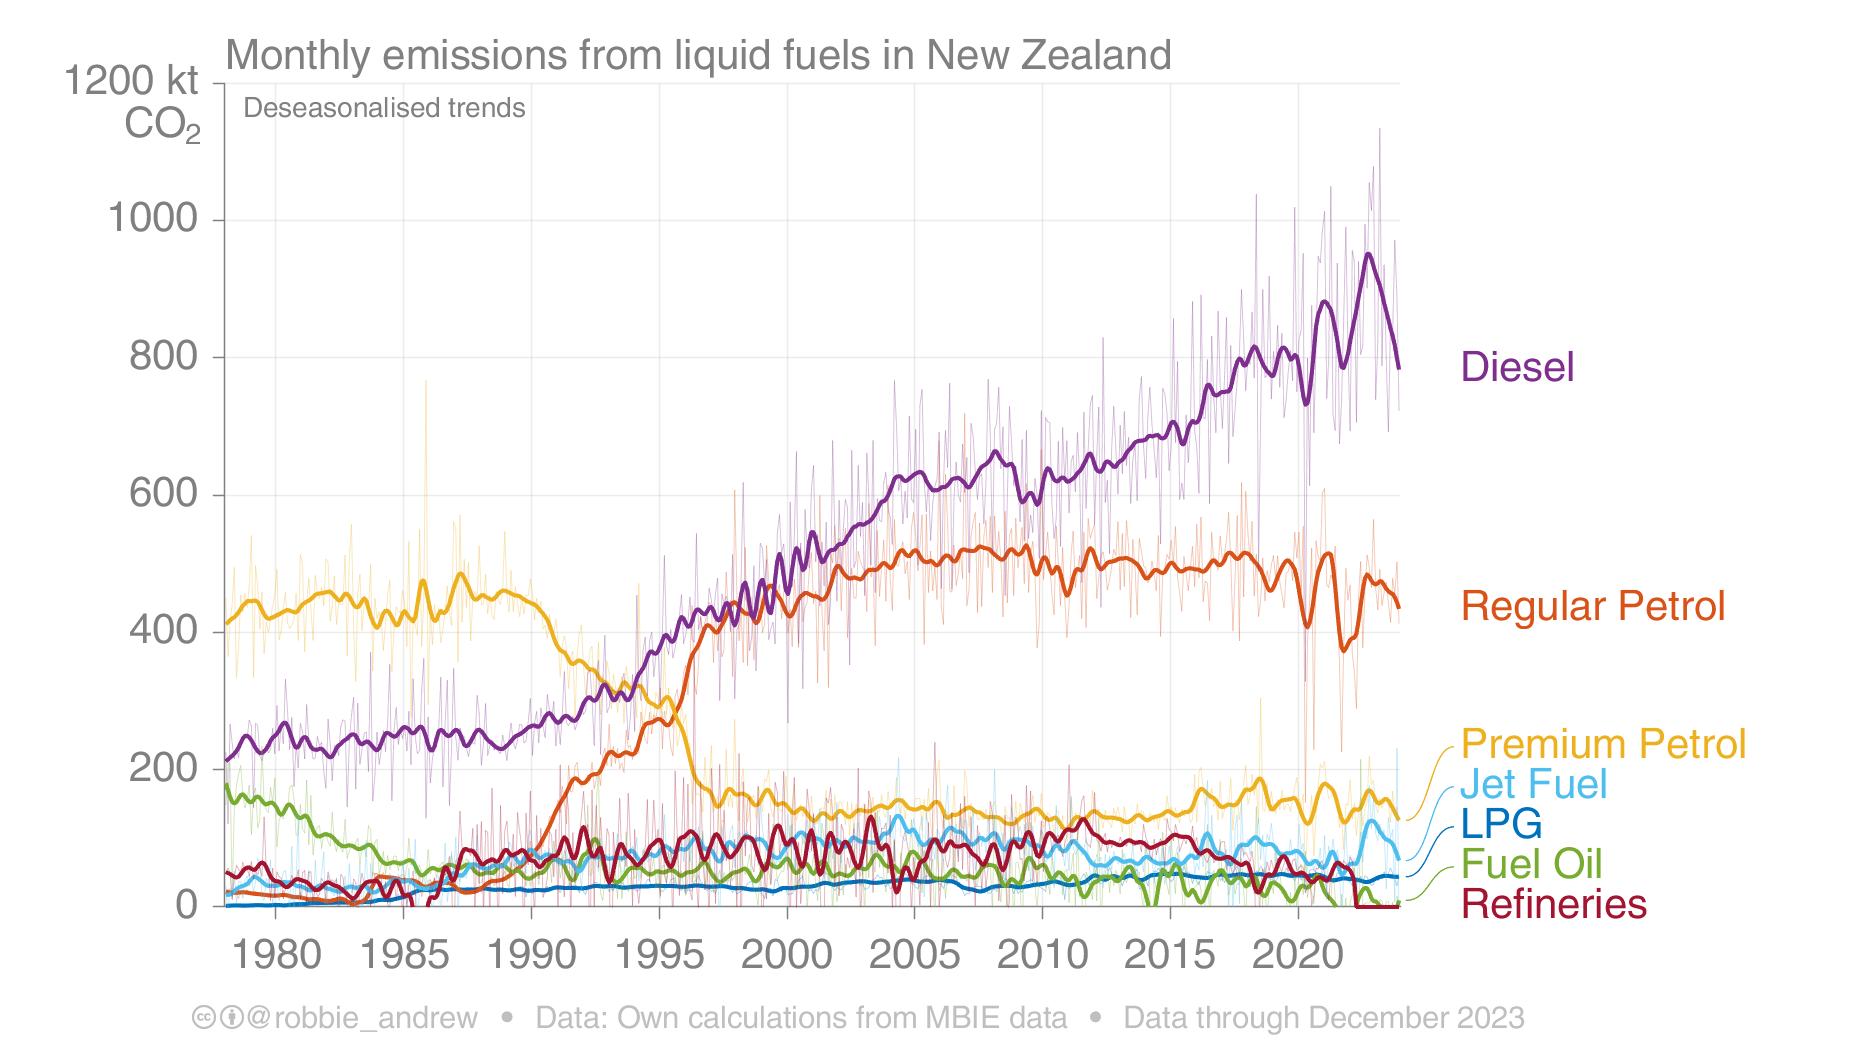 Monthly emissions from liquid fuels in New Zealand
1200 kt
CO₂
Deseasonalised trends
1000
800
600
400
200
0
Diesel
Regular Petrol
Premium Petrol
Jet Fuel
LPG
Fuel Oil
Refineries
1980 1985 1990 1995 2000 2005 2010 2015 2020
cc @robbie_andrew • Data: Own calculations from MBIE data • Data through December 2023